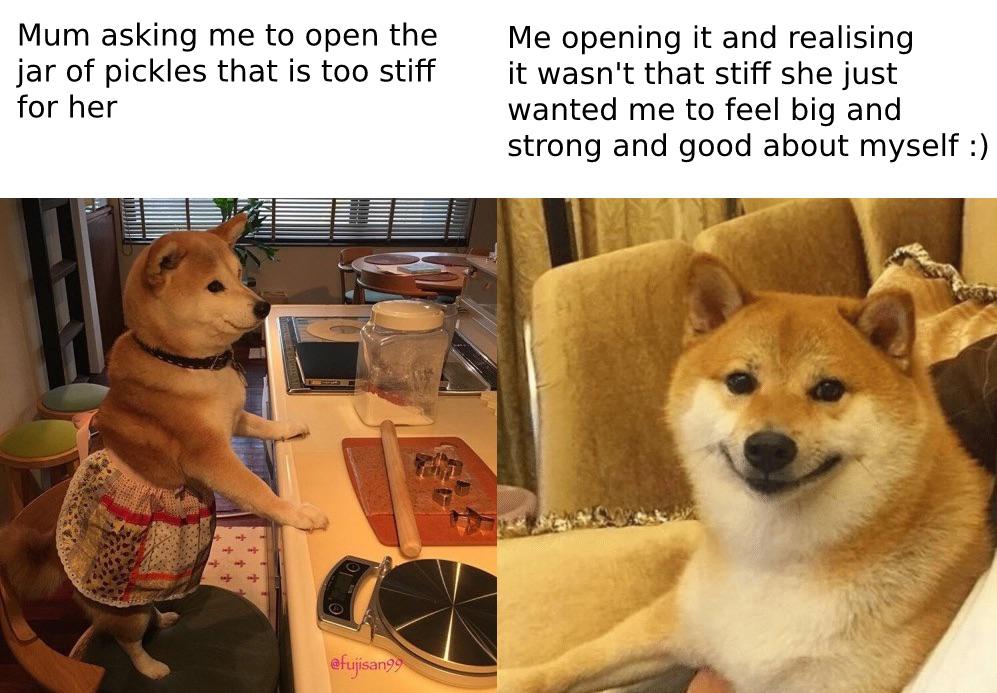 Mum asking me to open the
jar of pickles that is too stiff
for her
Me opening it and realising
it wasn't that stiff she just
wanted me to feel big and
strong and good about myself :)
@fujisan99